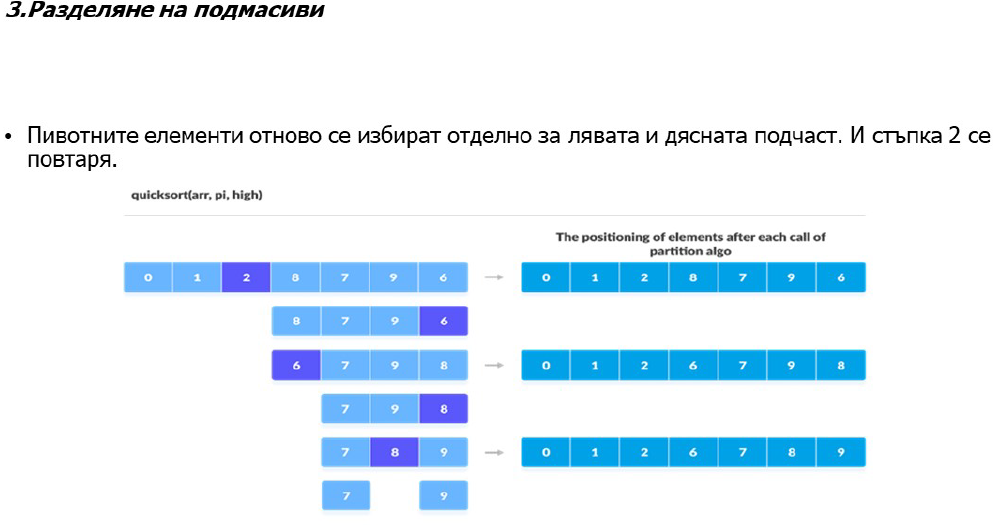 3.Разделяне на подмасиви
• Пивотните елементи отново се избират отделно за лявата и дясната подчаст. И стъпка 2 се
повтаря.
quicksort(arr, pi, high)
The positioning of elements after each call of
partition algo
0 1 2 8 7 9 6 → 0 1 2 8 7 9 6
8 7 9 6
6 7 9 8 → 0 1 2 6 7 9 8
7 9 8
7 8 9 → 0 1 2 6 7 8 9
7 9